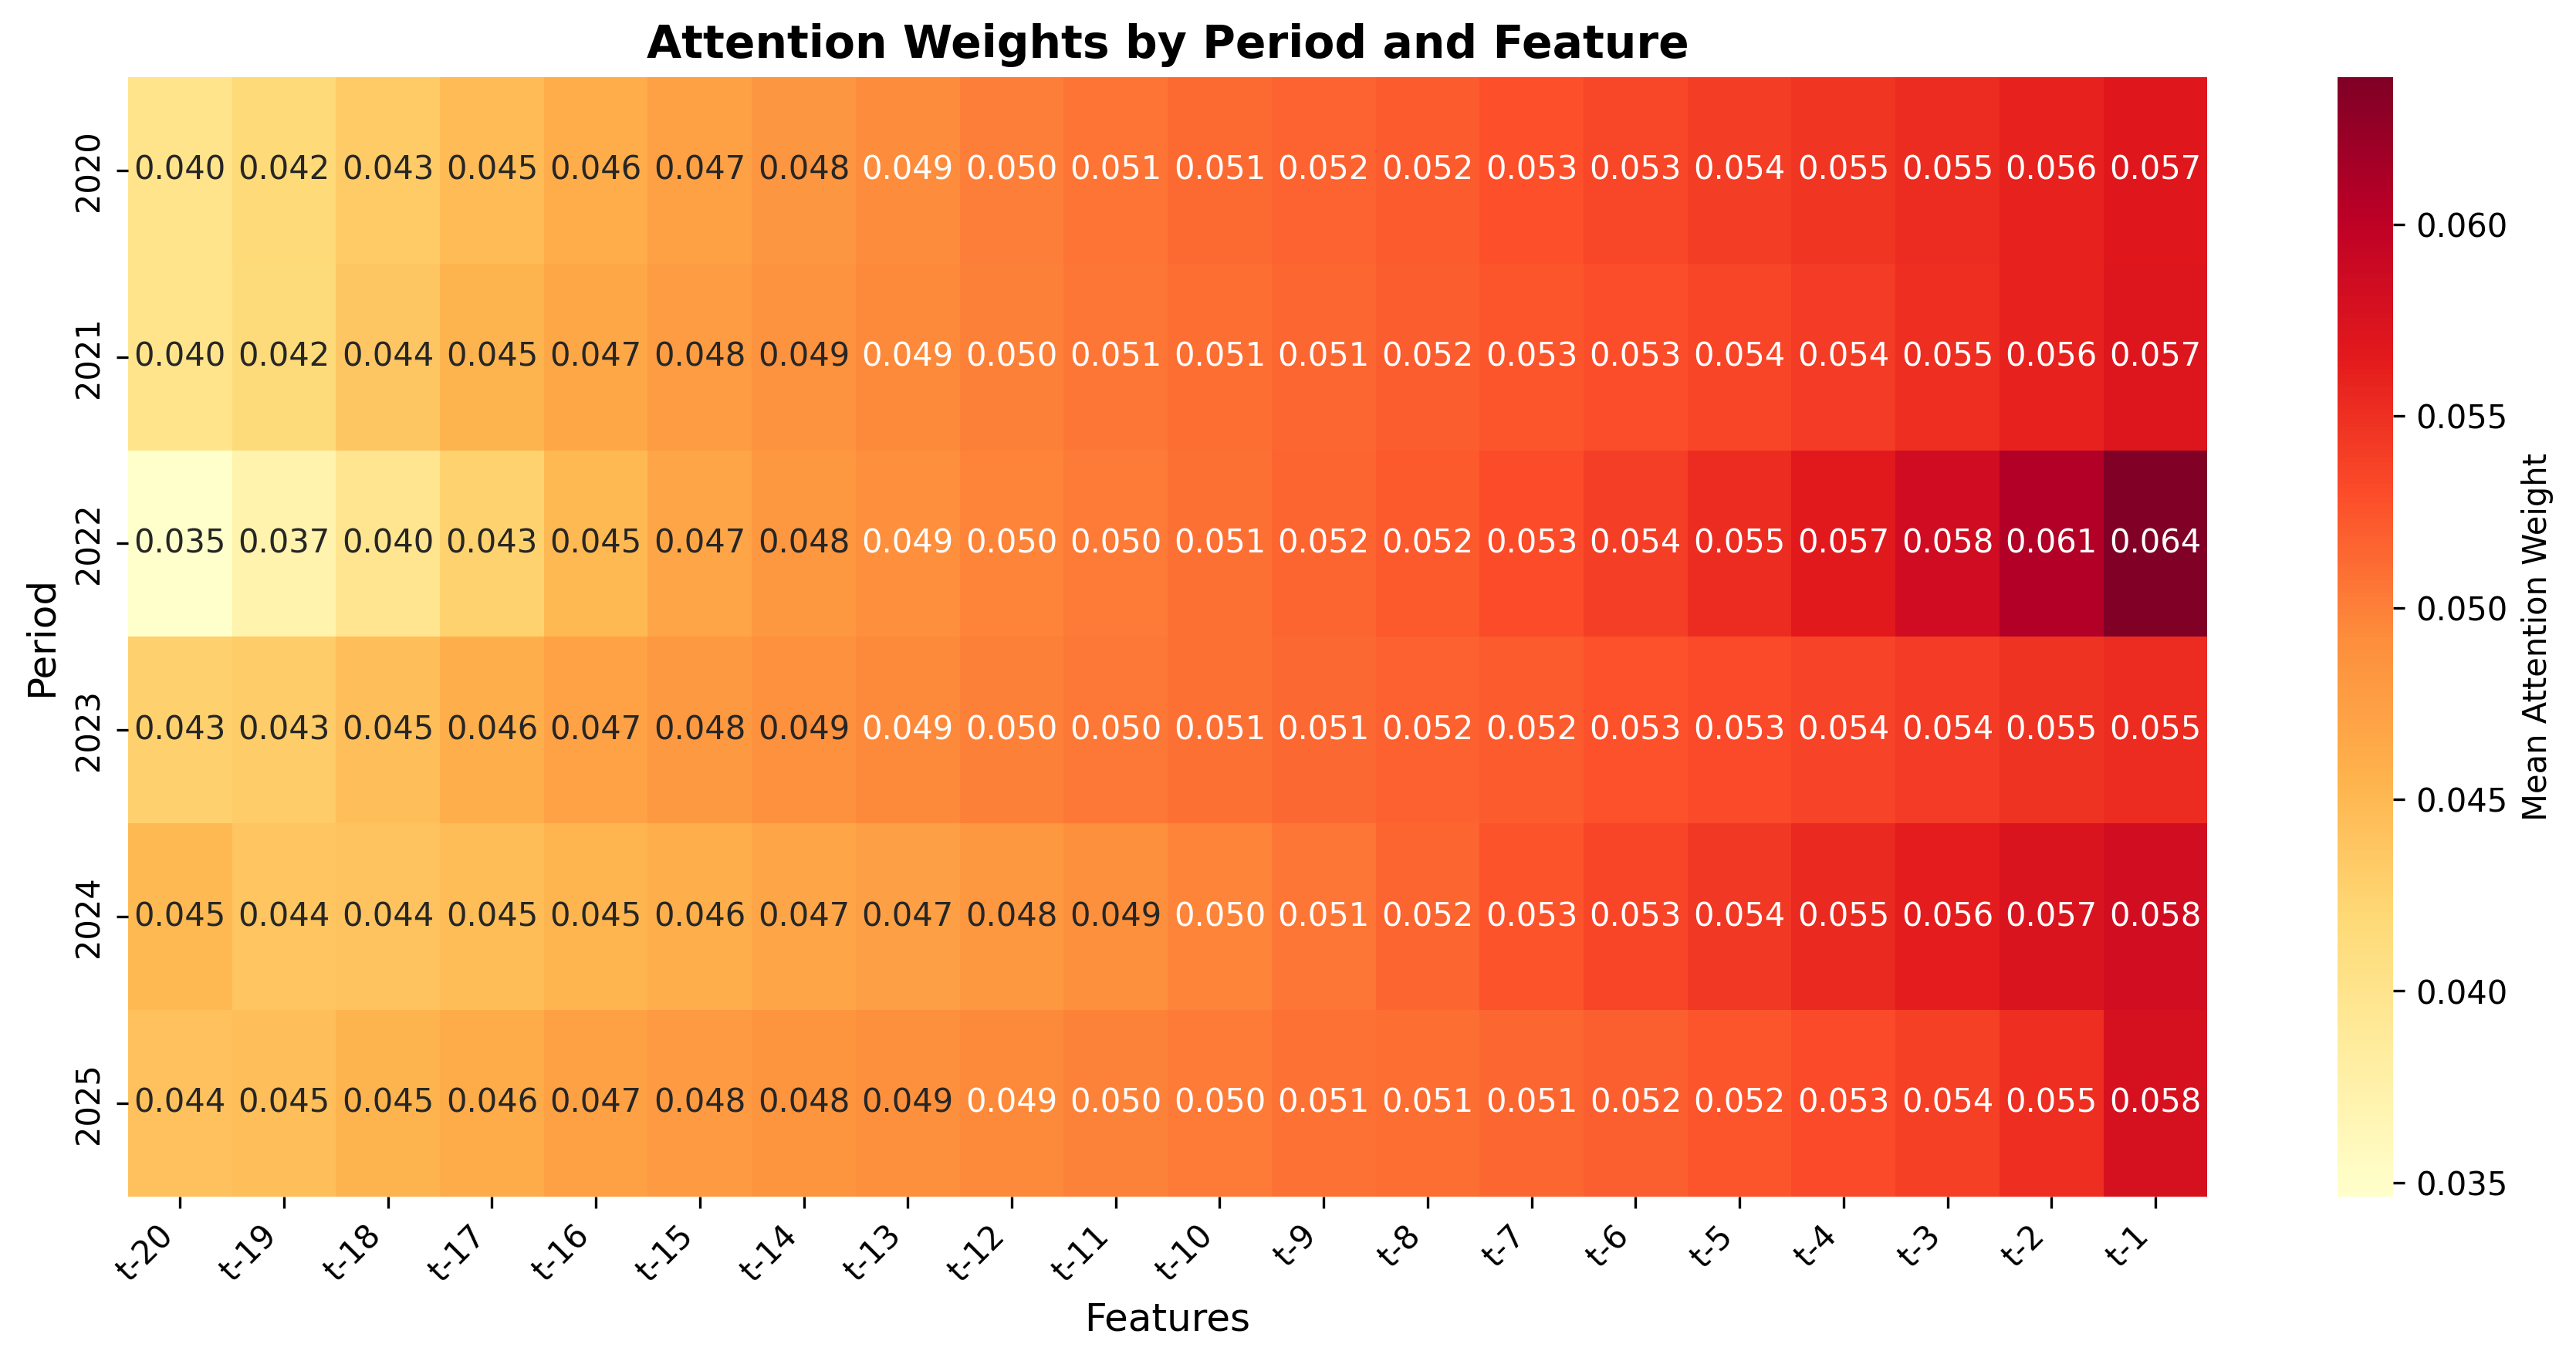 Attention Weights by Period and Feature
2020 0.040 0.042 0.043 0.045 0.046 0.047 0.048 0.049 0.050 0.051 0.051 0.052 0.052 0.053 0.053 0.054 0.055 0.055 0.056 0.057
2021 0.040 0.042 0.044 0.045 0.047 0.048 0.049 0.049 0.050 0.051 0.051 0.051 0.052 0.053 0.053 0.054 0.054 0.055 0.056 0.057
2022 0.035 0.037 0.040 0.043 0.045 0.047 0.048 0.049 0.050 0.050 0.051 0.052 0.052 0.053 0.054 0.055 0.057 0.058 0.061 0.064
2023 0.043 0.043 0.045 0.046 0.047 0.048 0.049 0.049 0.050 0.050 0.051 0.051 0.052 0.052 0.053 0.053 0.054 0.054 0.055 0.055
2024 0.045 0.044 0.044 0.045 0.045 0.046 0.047 0.047 0.048 0.049 0.050 0.051 0.052 0.053 0.053 0.054 0.055 0.056 0.057 0.058
2025 0.044 0.045 0.045 0.046 0.047 0.048 0.048 0.049 0.049 0.050 0.050 0.051 0.051 0.051 0.052 0.052 0.053 0.054 0.055 0.058
t-20 t-19 t-18 t-17 t-16 t-15 t-14 t-13 t-12 t-11 t-10 t-9 t-8 t-7 t-6 t-5 t-4 t-3 t-2 t-1
Features
Period
0.060
0.055
0.050
0.045
0.040
0.035
Mean Attention Weight